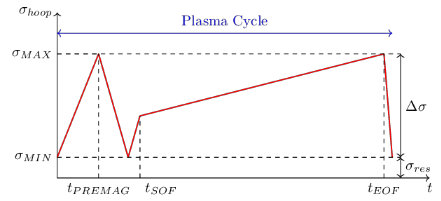 σhoop
Plasma Cycle
σMAX
Δσ
σMIN
σres
tPREMAG
tSOF
tEOF
t